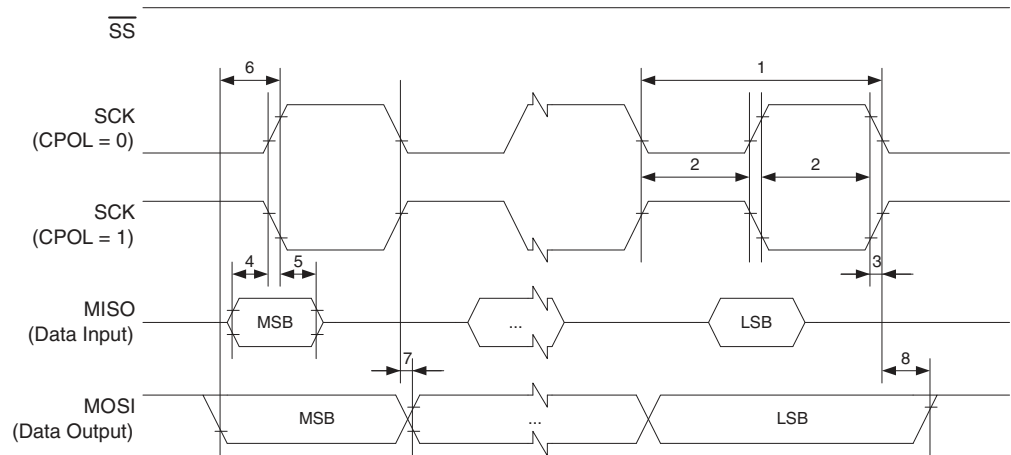 SS
6
1
SCK
(CPOL = 0)
2
2
SCK
(CPOL = 1)
4
5
3
MISO
(Data Input)
MSB
...
LSB
7
8
MOSI
(Data Output)
MSB
...
LSB